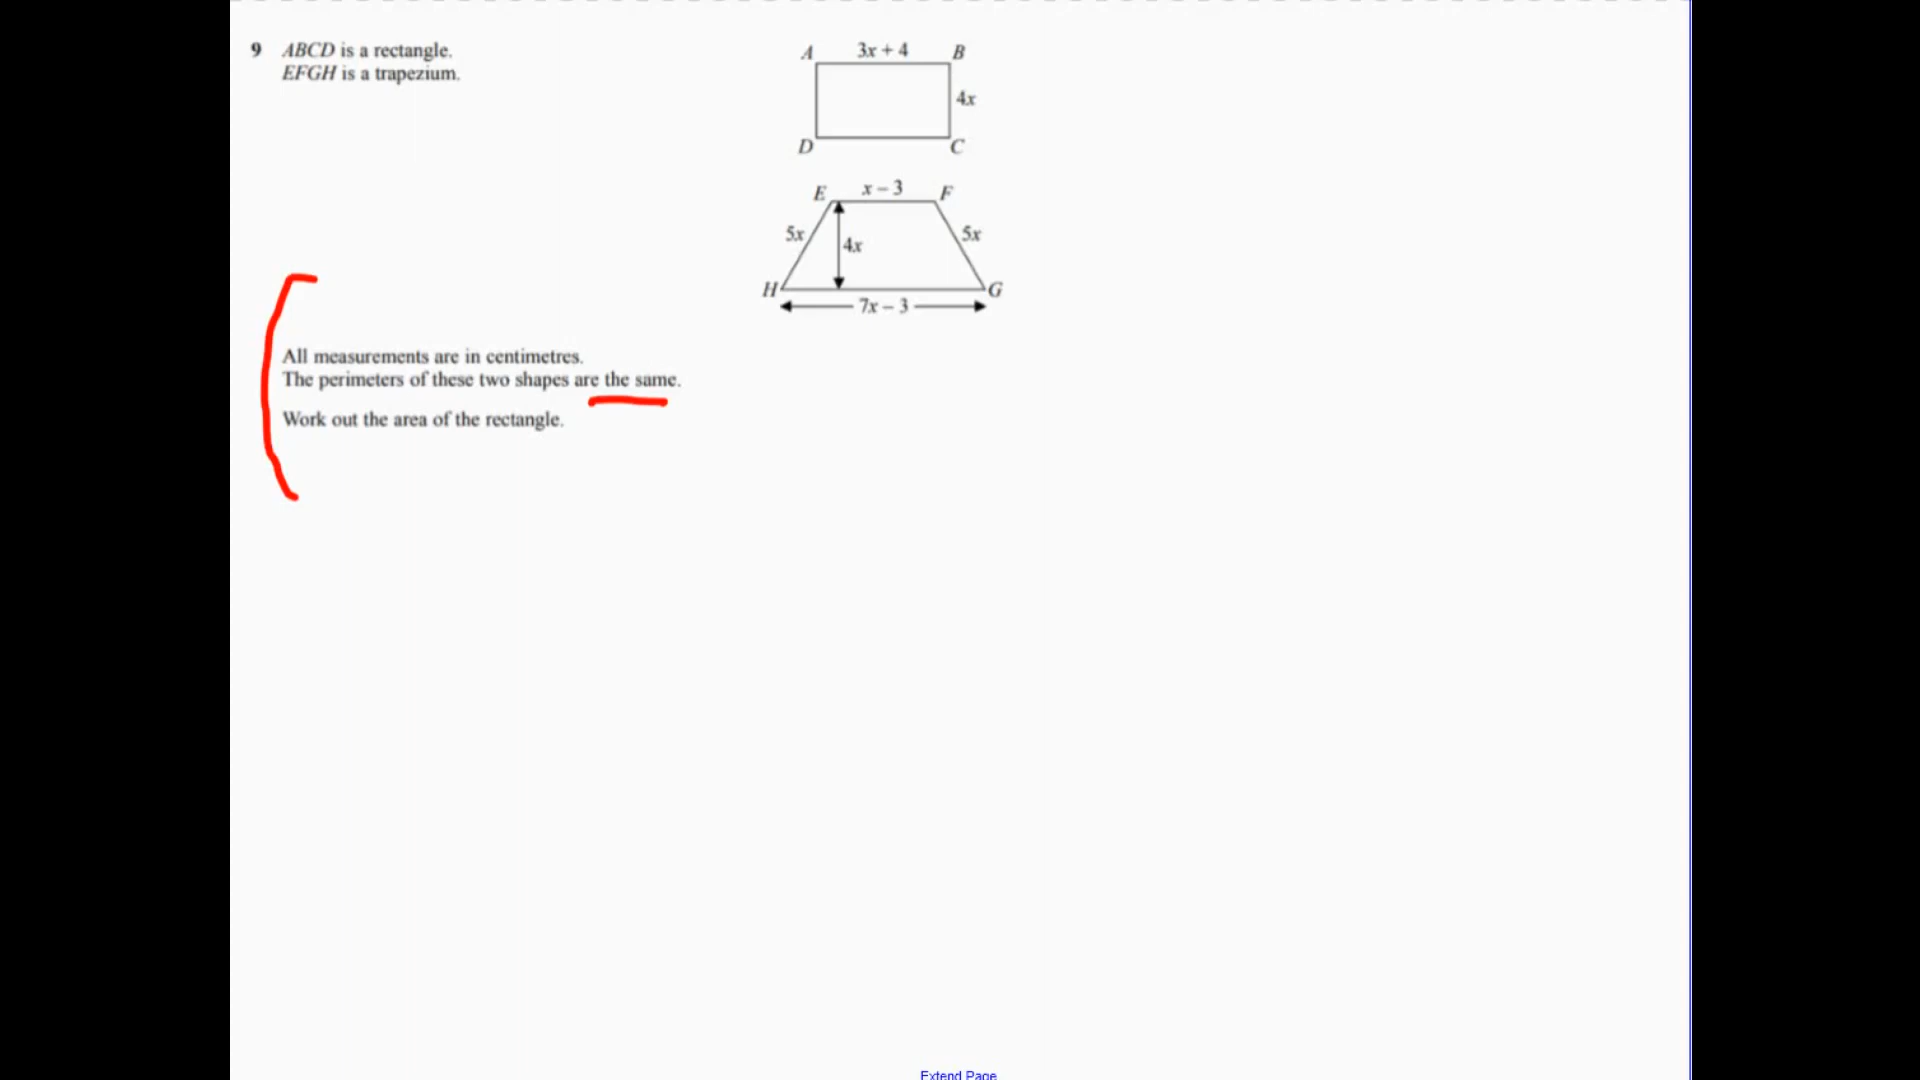 9 ABCD is a rectangle.
EFGH is a trapezium.
A 3x + 4 B
4x
D C
E x – 3 F
5x 4x 5x
H G
7x – 3
All measurements are in centimetres.
The perimeters of these two shapes are the same.
Work out the area of the rectangle.
Extend Page